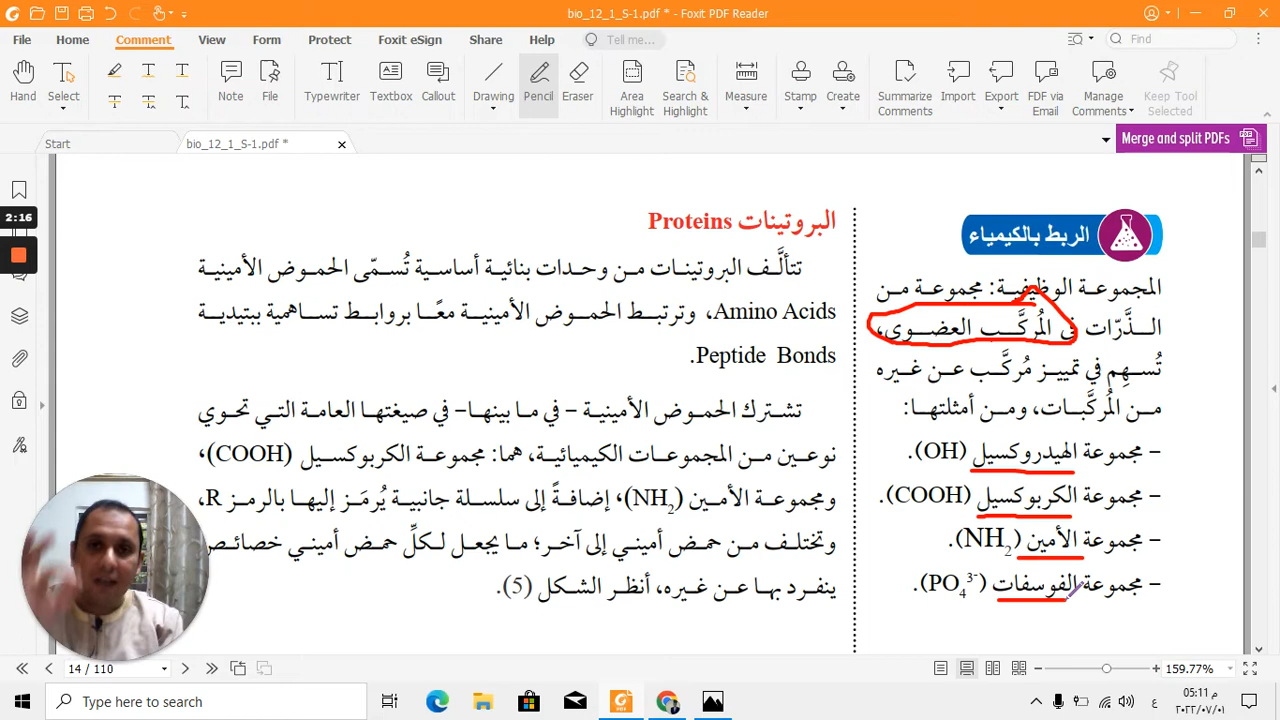 bio_12_1_S-1.pdf * - Foxit PDF Reader
File Home Comment View Form Protect Foxit eSign Share Help Tell me... Find
Hand Select Note File Typewriter Textbox Callout Drawing Pencil Eraser Area Highlight Search & Highlight Measure Stamp Create Summarize Comments Import Export FDF via Email Manage Comments Keep Tool Selected
Start bio_12_1_S-1.pdf * Merge and split PDFs
2:16
الربط بالكيمياء
المجموعة الوظيفية: مجموعة من
الذَّرّات في المُركَّب العضوي،
تُسهِم في تمييز مُركَّب عن غيره
من المُركَّبات، ومن أمثلتها:
– مجموعة الهيدروكسيل (OH).
– مجموعة الكربوكسيل (COOH).
– مجموعة الأمين (NH₂).
– مجموعة الفوسفات (PO₄³⁻).
البروتينات Proteins
تتألَّف البروتينات من وحدات بنائية أساسية تُسمّى الحموض الأمينية
Amino Acids، وترتبط الحموض الأمينية معًا بروابط تساهمية ببتيدية
Peptide Bonds.
تشترك الحموض الأمينية – في ما بينها– في صيغتها العامة التي تحوي
نوعين من المجموعات الكيميائية، هما: مجموعة الكربوكسيل (COOH)،
ومجموعة الأمين (NH₂)، إضافةً إلى سلسلة جانبية يُرمَز إليها بالرمز R،
وتختلف من حمض أميني إلى آخر؛ ما يجعل لكلِّ حمض أميني خصائص
ينفرد بها عن غيره، أنظر الشكل (5).
14 / 110 159.77%
Type here to search ع م 05:11
٢٠٢٢/٠٧/٠١